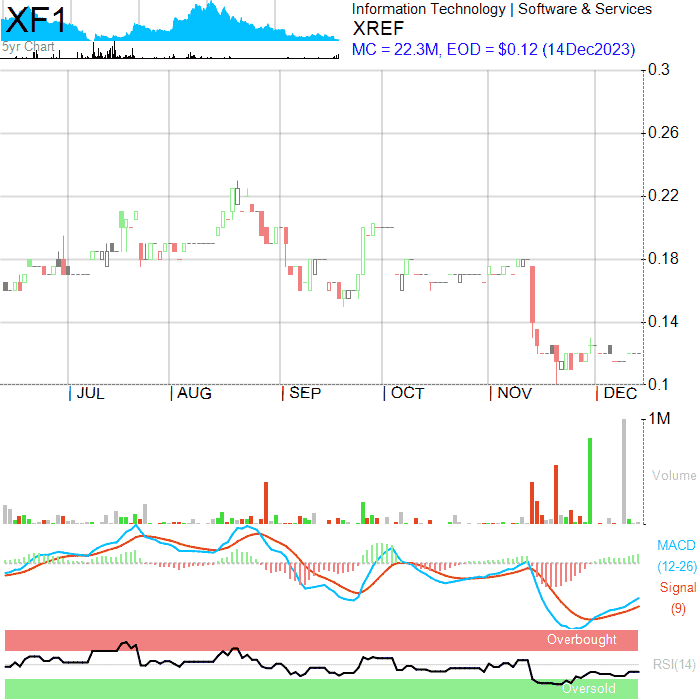 XF1
5yr Chart
Information Technology | Software & Services
XREF
MC = 22.3M, EOD = $0.12 (14Dec2023)
0.3
0.26
0.22
0.18
0.14
0.1
JUL AUG SEP OCT NOV DEC
1M
Volume
MACD
(12-26)
Signal
(9)
Overbought
RSI(14)
Oversold